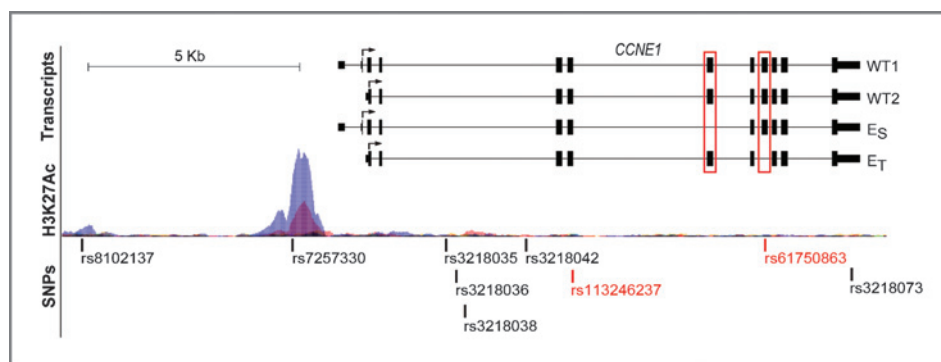 Transcripts
5 Kb
CCNE1
WT1
WT2
ES
ET
H3K27Ac
SNPs
rs8102137
rs7257330
rs3218035
rs3218042
rs61750863
rs3218036
rs113246237
rs3218073
rs3218038